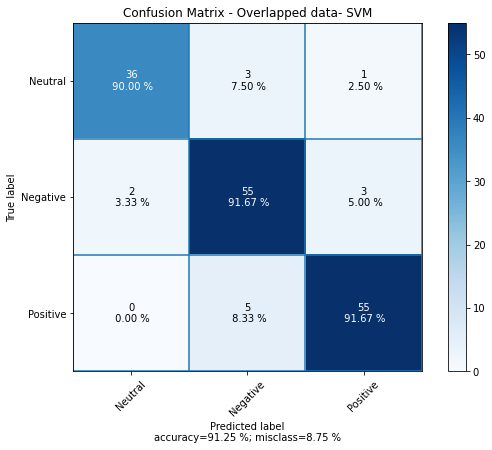 Confusion Matrix - Overlapped data- SVM
True label
Neutral
36
90.00 %
3
7.50 %
1
2.50 %
Negative
2
3.33 %
55
91.67 %
3
5.00 %
Positive
0
0.00 %
5
8.33 %
55
91.67 %
Neutral
Negative
Positive
Predicted label
accuracy=91.25 %; misclass=8.75 %
50
40
30
20
10
0